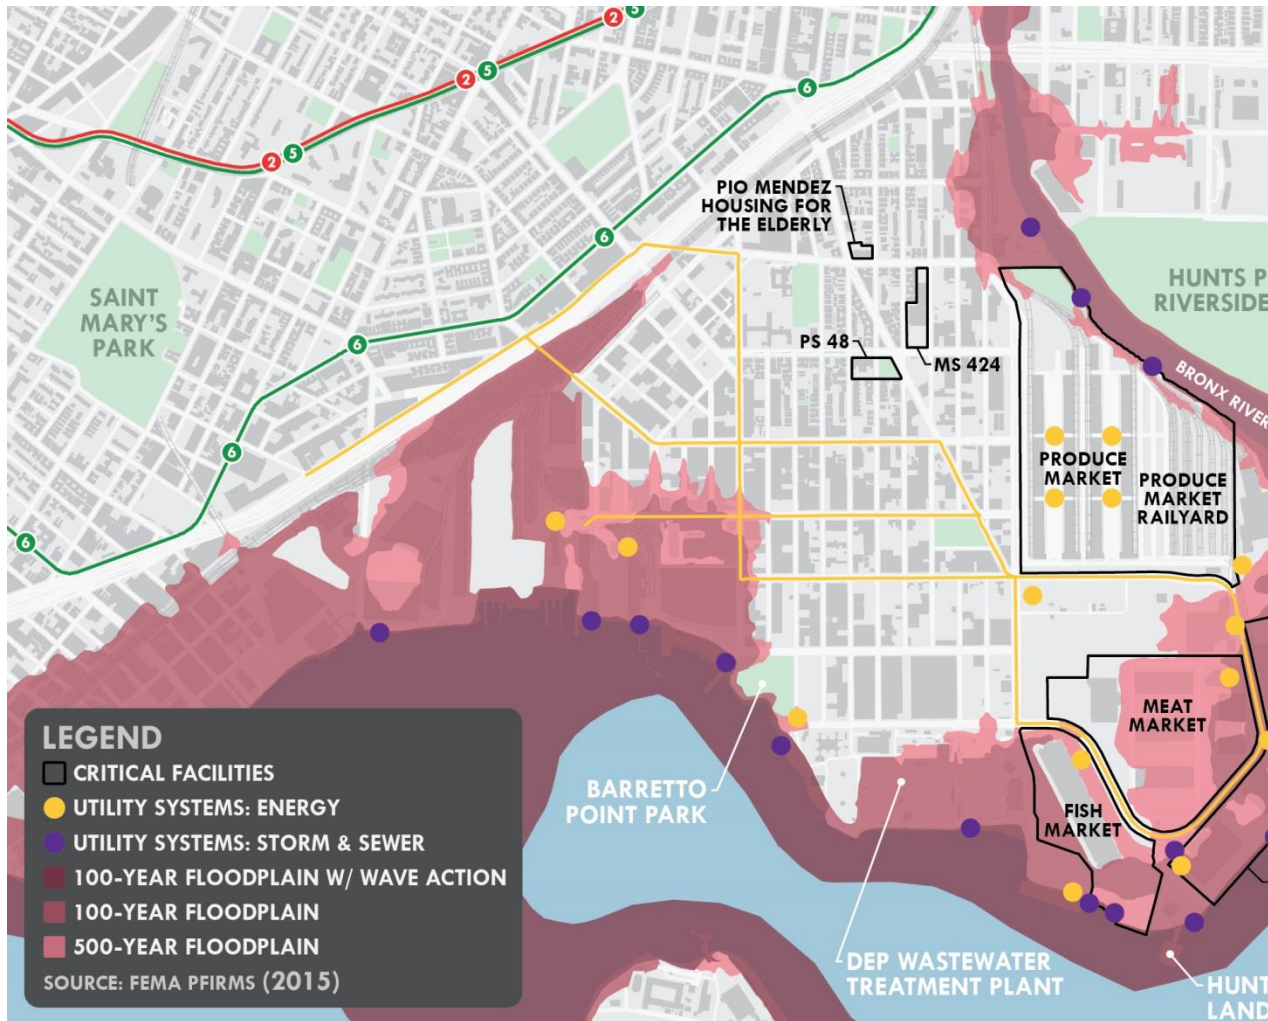 2
5
2
5
6
2
5
PIO MENDEZ
HOUSING FOR
THE ELDERLY
6
HUNTS P
RIVERSIDE
SAINT
MARY'S
PARK
6
PS 48
MS 424
BRONX RIVER
6
PRODUCE
MARKET
PRODUCE
MARKET
RAILYARD
6
MEAT
MARKET
BARRETTO
POINT PARK
FISH
MARKET
DEP WASTEWATER
TREATMENT PLANT
HUNT
LAND
LEGEND
CRITICAL FACILITIES
UTILITY SYSTEMS: ENERGY
UTILITY SYSTEMS: STORM & SEWER
100-YEAR FLOODPLAIN W/ WAVE ACTION
100-YEAR FLOODPLAIN
500-YEAR FLOODPLAIN
SOURCE: FEMA PFIRMS (2015)